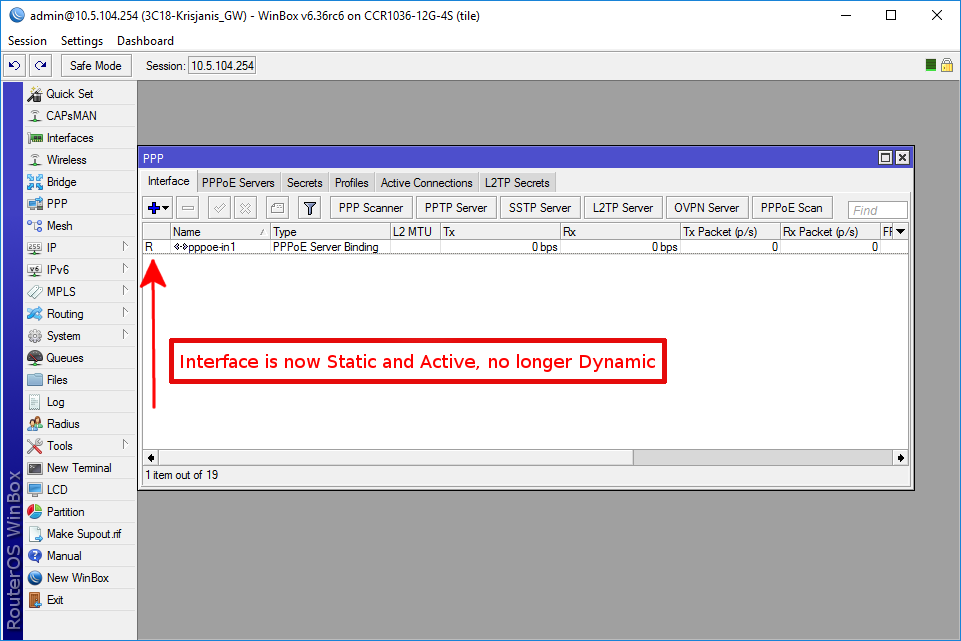 admin@10.5.104.254 (3C18-Krisjanis_GW) - WinBox v6.36rc6 on CCR1036-12G-4S (tile)
Session Settings Dashboard
Safe Mode Session: 10.5.104.254
Quick Set
CAPsMAN
Interfaces
Wireless
Bridge
PPP
Mesh
IP
IPv6
MPLS
Routing
System
Queues
Files
Log
Radius
Tools
New Terminal
LCD
Partition
Make Supout.rif
Manual
New WinBox
Exit
RouterOS WinBox
PPP
Interface PPPoE Servers Secrets Profiles Active Connections L2TP Secrets
PPP Scanner PPTP Server SSTP Server L2TP Server OVPN Server PPPoE Scan Find
Name Type L2 MTU Tx Rx Tx Packet (p/s) Rx Packet (p/s) FF
R pppoe-in1 PPPoE Server Binding 0 bps 0 bps 0 0
Interface is now Static and Active, no longer Dynamic
1 item out of 19